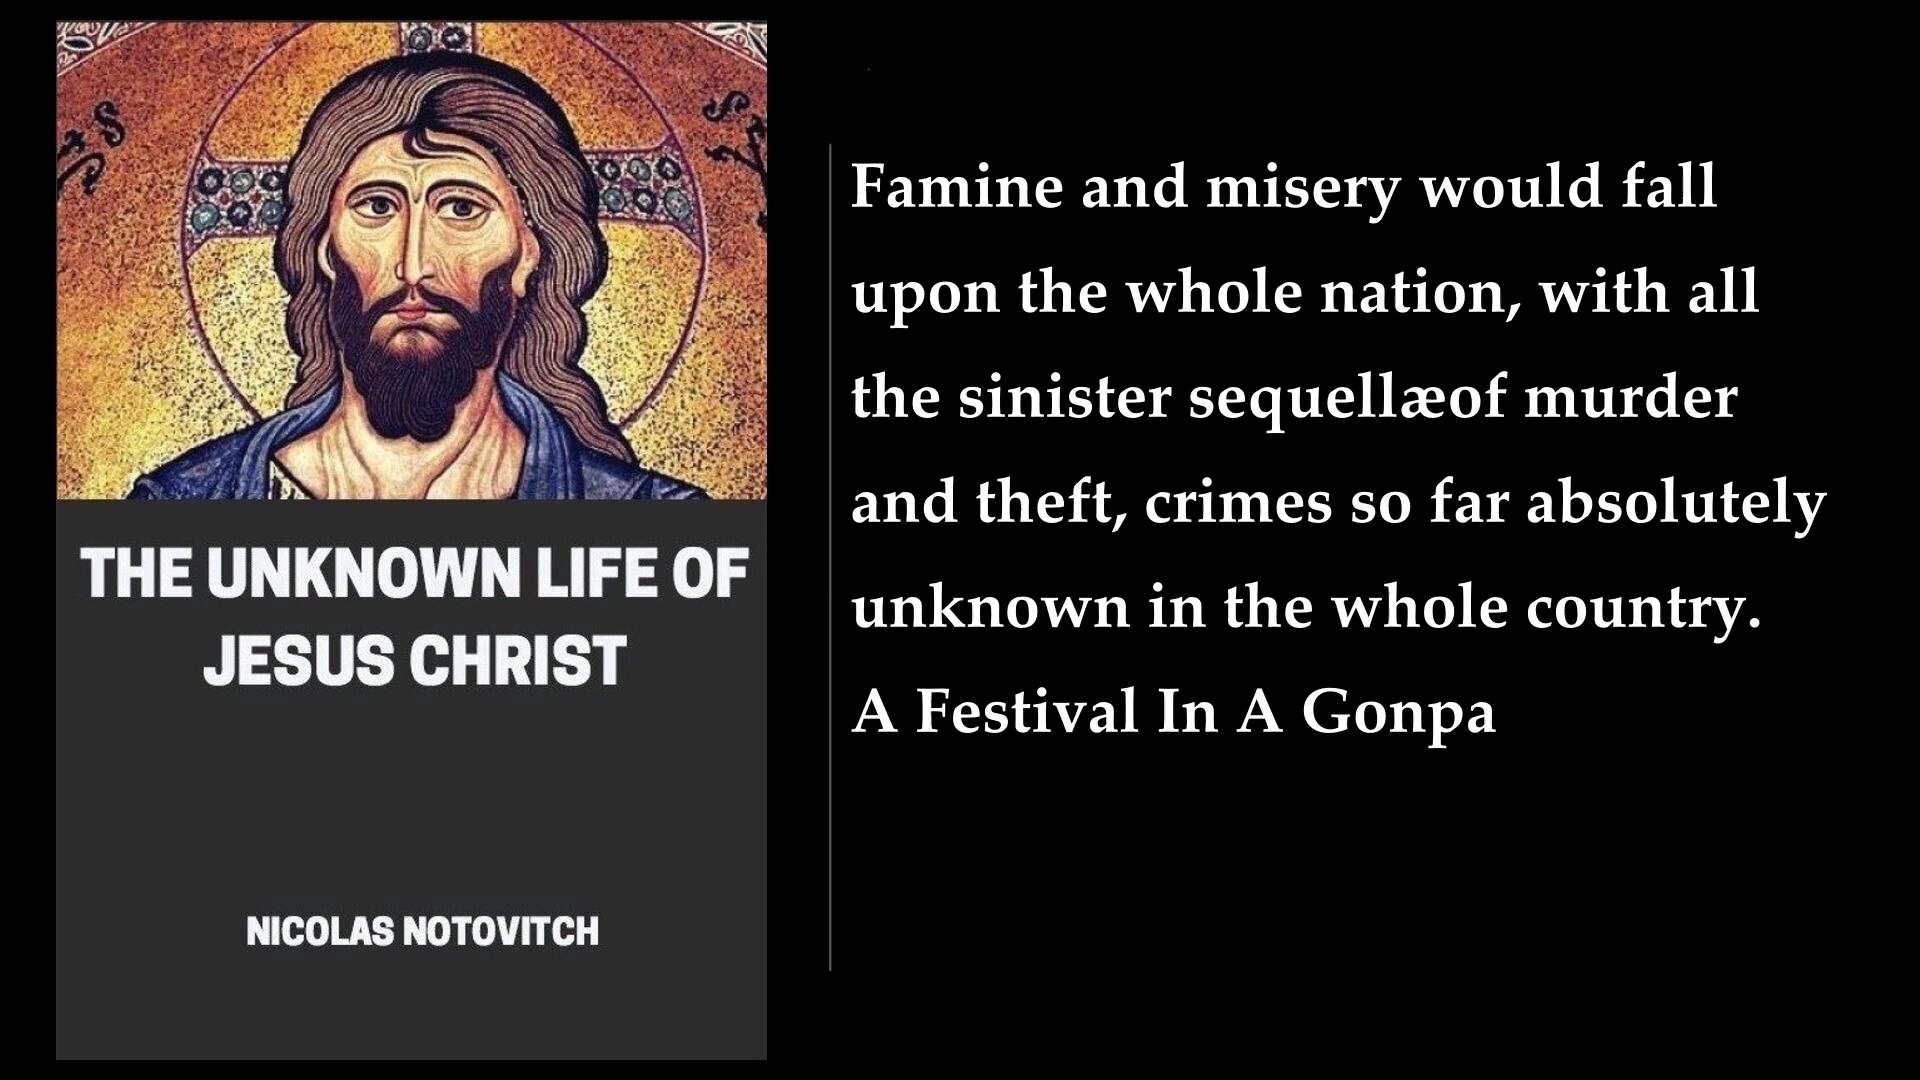 THE UNKNOWN LIFE OF
JESUS CHRIST
NICOLAS NOTOVITCH
Famine and misery would fall
upon the whole nation, with all
the sinister sequellæof murder
and theft, crimes so far absolutely
unknown in the whole country.
A Festival In A Gonpa